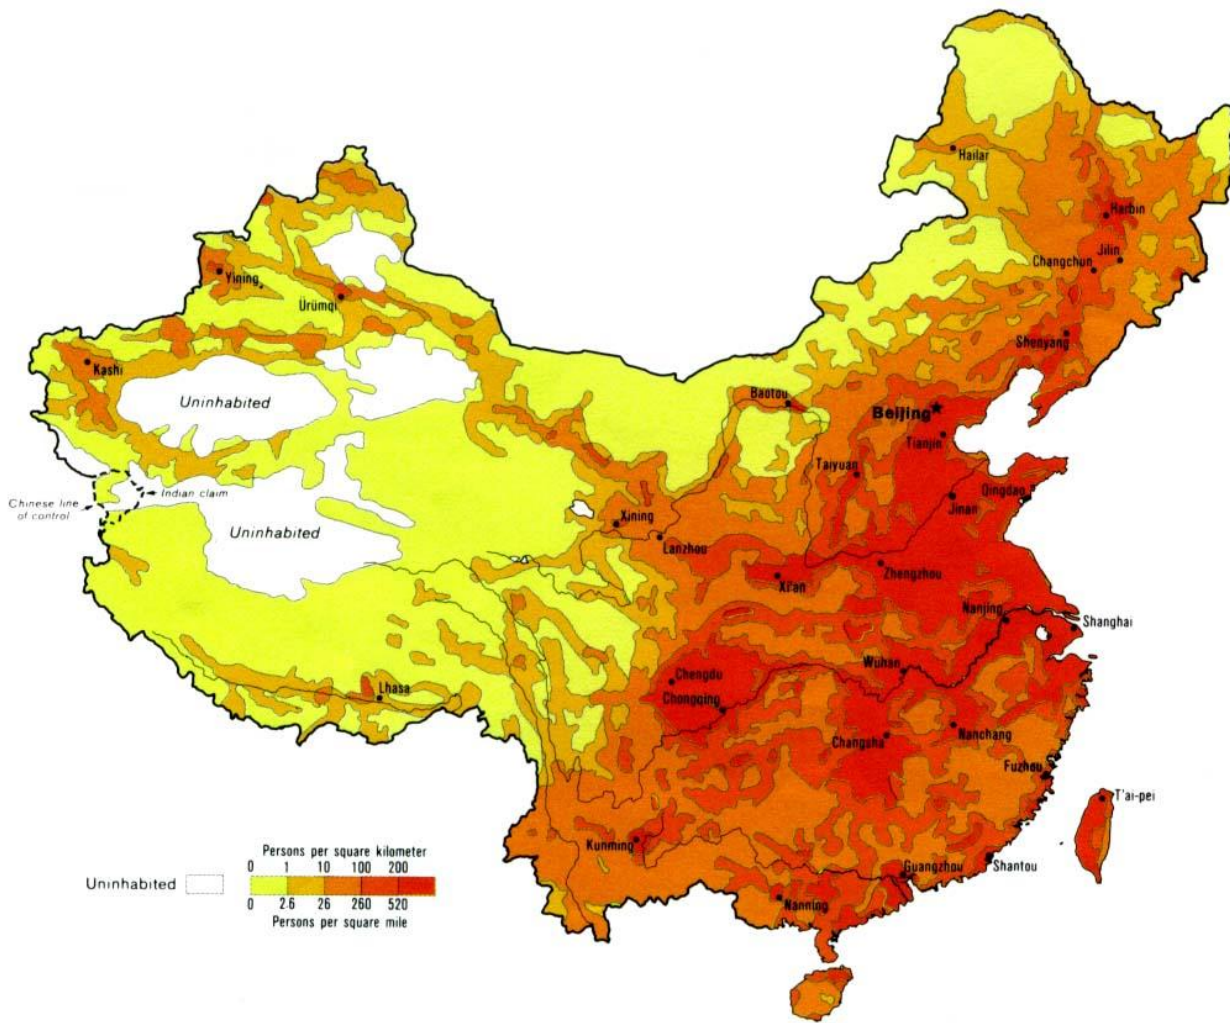 Hailar
Harbin
Jilin
Changchun
Yining
Ürümqi
Shenyang
Kashi
Baotou
Uninhabited
Beijing
Tianjin
Taiyuan
Indian claim
Chinese line
of control
Qingdao
Jinan
Uninhabited
Xining
Lanzhou
Zhengzhou
Xi'an
Nanjing
Shanghai
Wuhan
Chengdu
Lhasa
Chongqing
Nanchang
Changsha
Fuzhou
T'ai-pei
Kunming
Persons per square kilometer
0 1 10 100 200
Uninhabited
0 2.6 26 260 520
Persons per square mile
Guangzhou
Shantou
Nanning